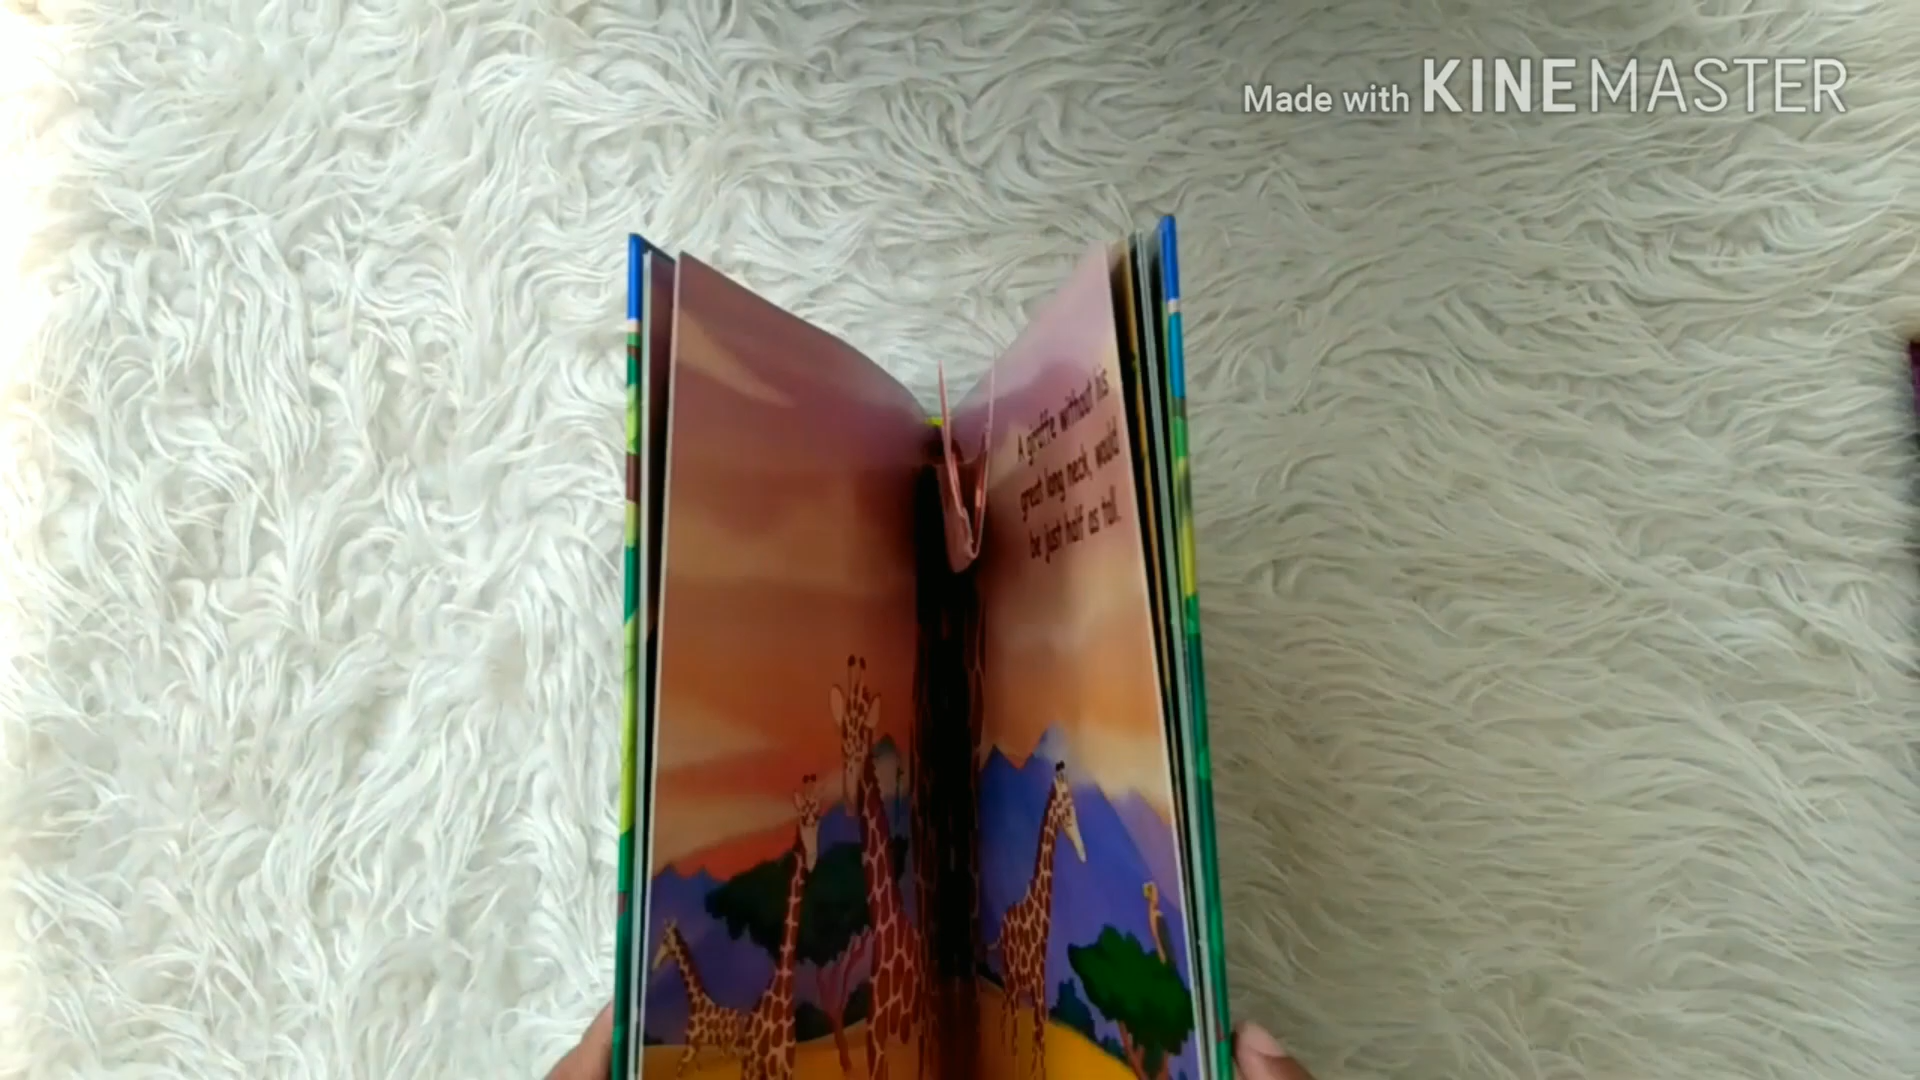 Made with KINEMASTER
A giraffe without his
great long neck, would
be just half as tall.